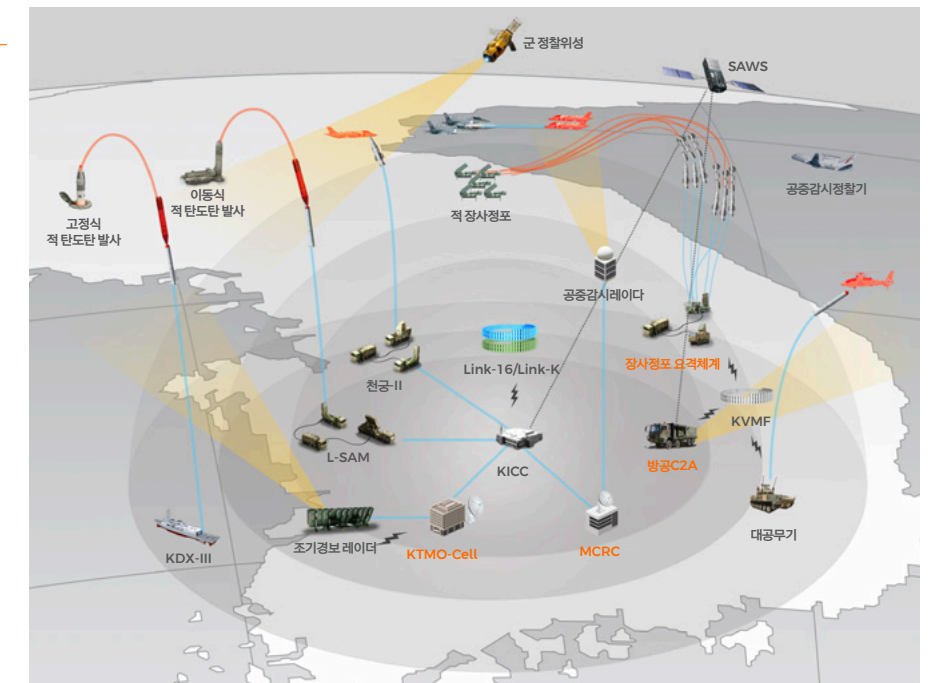 군 정찰위성
SAWS
이동식
적 탄도탄 발사
고정식
적 탄도탄 발사
적 장사정포
공중감시정찰기
공중감시레이다
장사정포 요격체계
Link-16/Link-K
천궁-II
KVMF
L-SAM
KICC
방공C2A
대공무기
조기경보 레이더
KTMO-Cell
MCRC
KDX-III